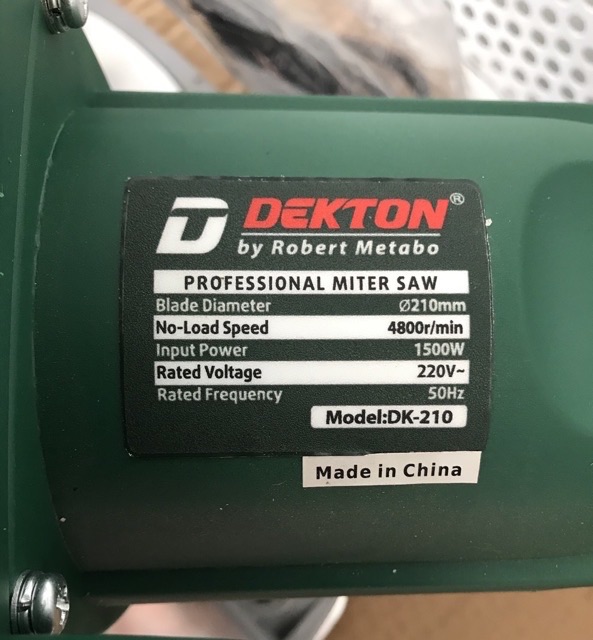 DEKTON®
by Robert Metabo
PROFESSIONAL MITER SAW
Blade Diameter Ø210mm
No-Load Speed 4800r/min
Input Power 1500W
Rated Voltage 220V~
Rated Frequency 50Hz
Model:DK-210
Made in China